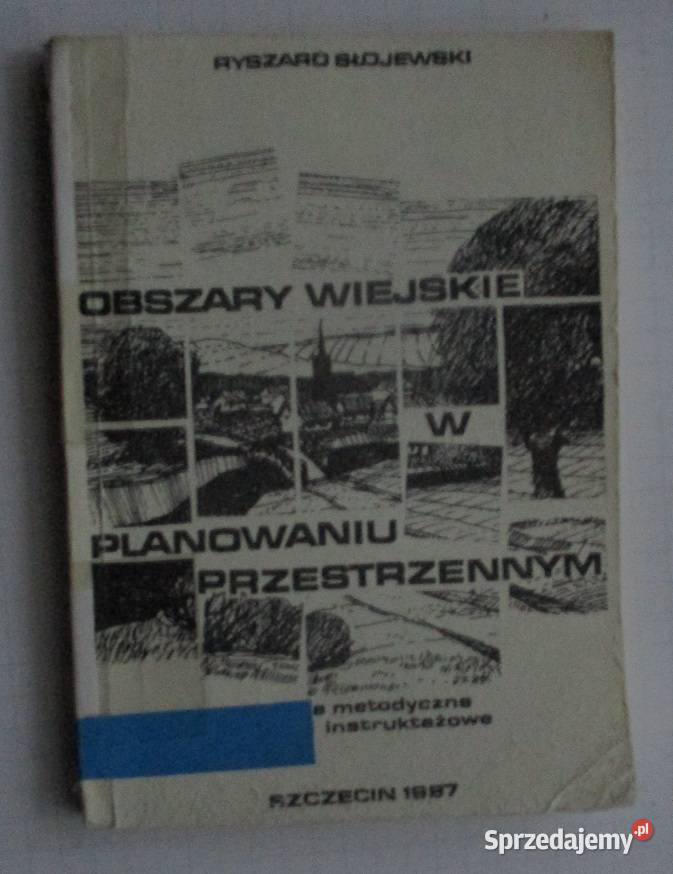 RYSZARD SŁOJEWSKI
OBSZARY WIEJSKIE
W
PLANOWANIU
PRZESTRZENNYM
metodyczne
instruktażowe
SZCZECIN 1987
Sprzedajemy.pl